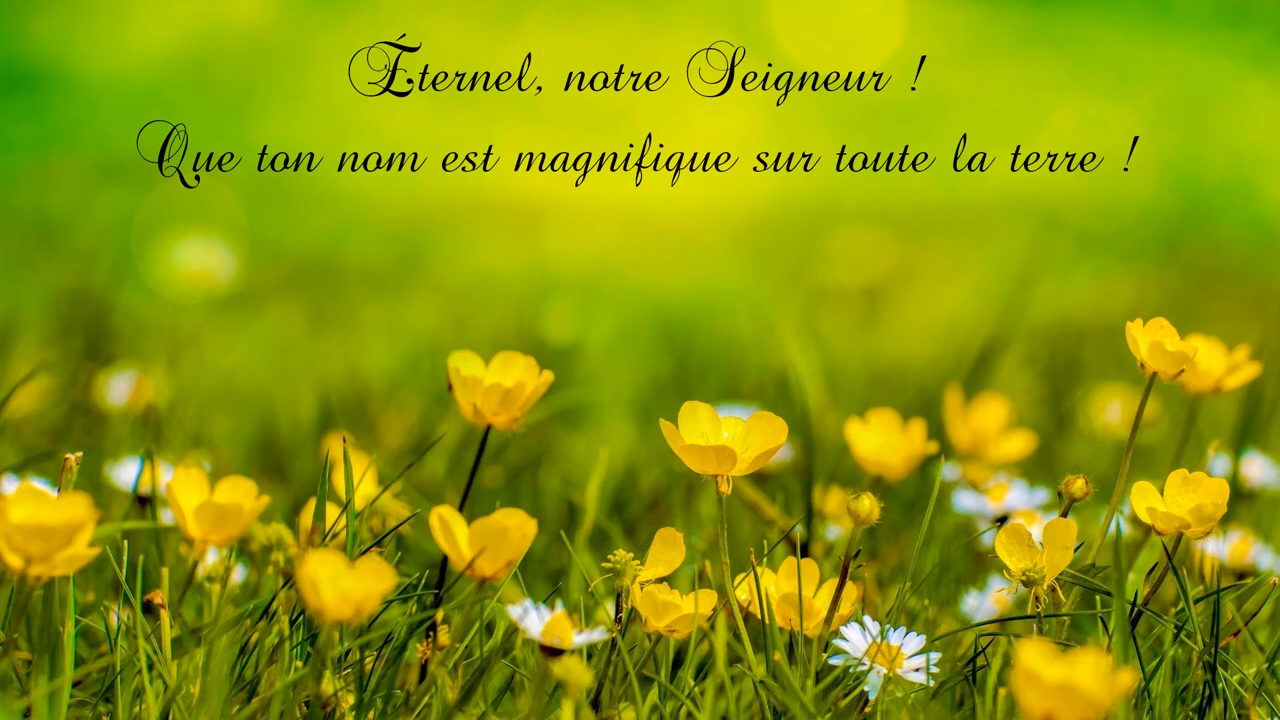 Éternel, notre Seigneur !
Que ton nom est magnifique sur toute la terre !